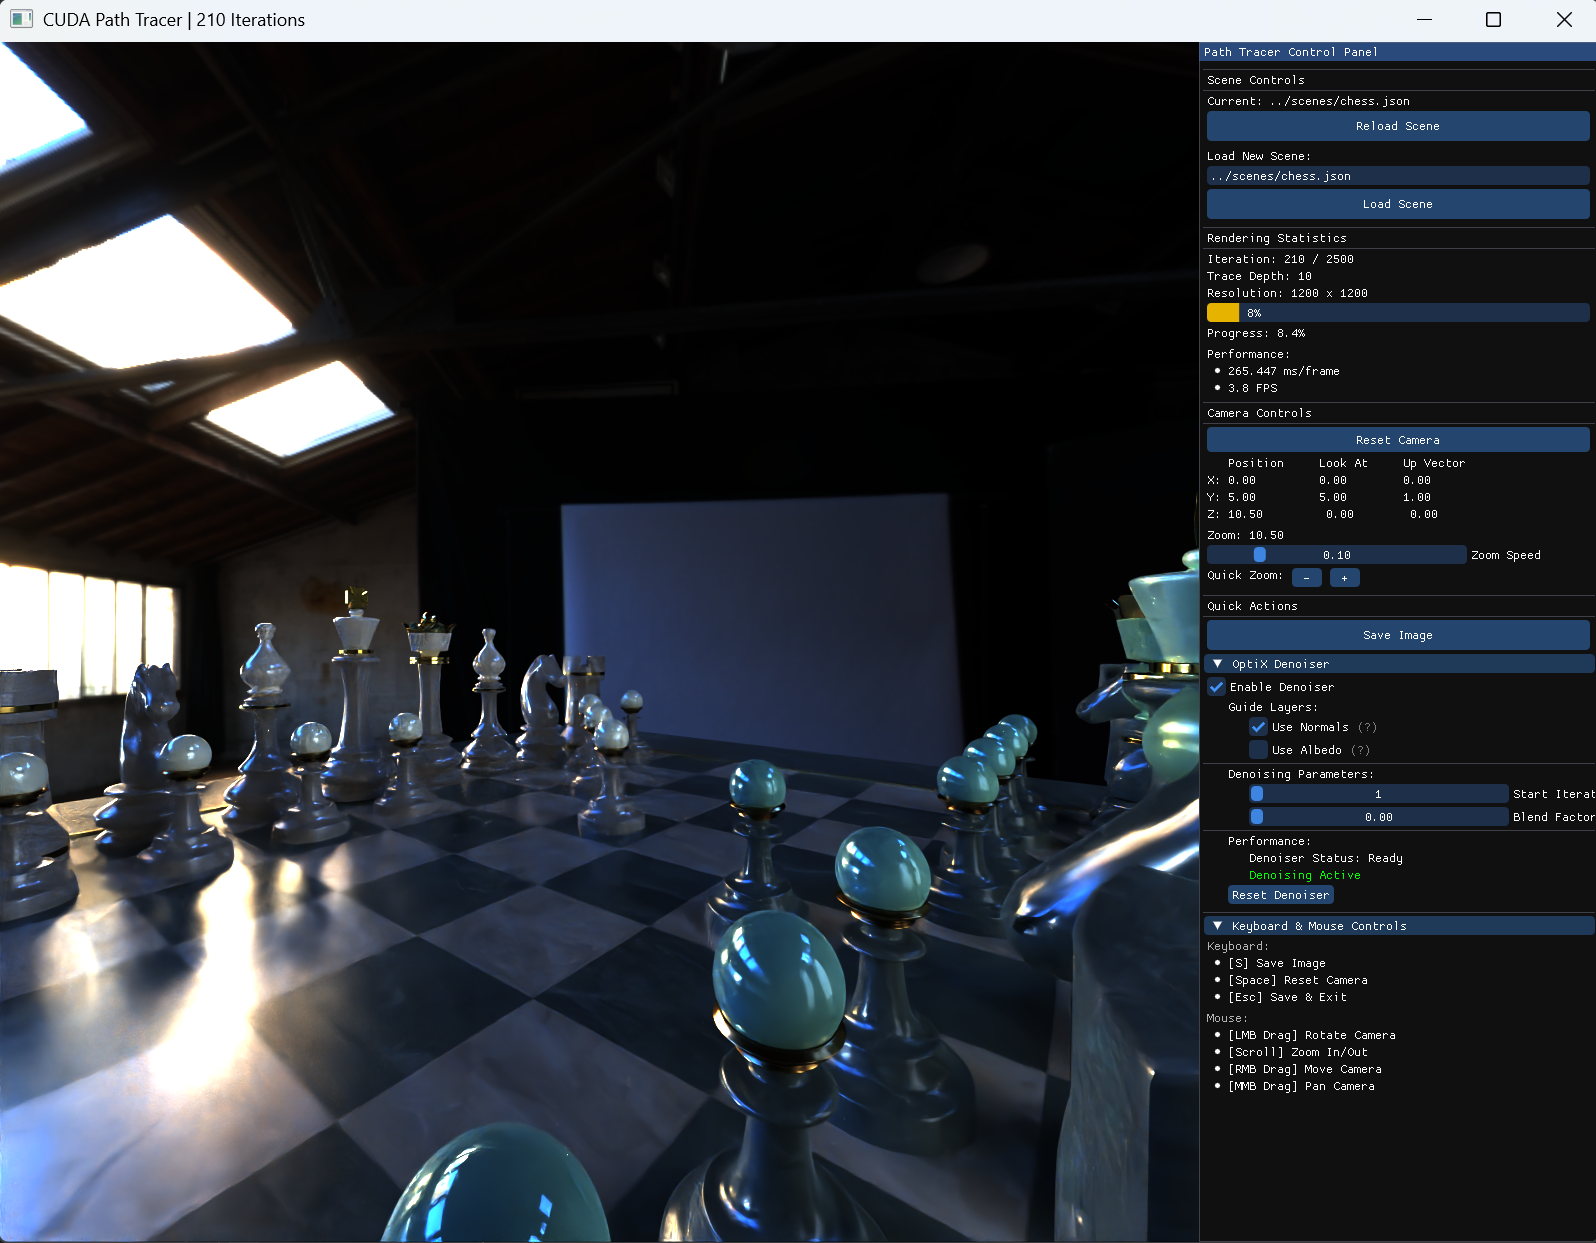 CUDA Path Tracer | 210 Iterations
Path Tracer Control Panel
Scene Controls
Current: ../scenes/chess.json
Reload Scene
Load New Scene:
../scenes/chess.json
Load Scene
Rendering Statistics
Iteration: 210 / 2500
Trace Depth: 10
Resolution: 1200 x 1200
8%
Progress: 8.4%
Performance:
265.447 ms/frame
3.8 FPS
Camera Controls
Reset Camera
Position Look At Up Vector
X: 0.00 0.00 0.00
Y: 5.00 5.00 1.00
Z: 10.50 0.00 0.00
Zoom: 10.50
0.10 Zoom Speed
Quick Zoom: - +
Quick Actions
Save Image
OptiX Denoiser
Enable Denoiser
Guide Layers:
Use Normals (?)
Use Albedo (?)
Denoising Parameters:
1 Start Iterat
0.00 Blend Factor
Performance:
Denoiser Status: Ready
Denoising Active
Reset Denoiser
Keyboard & Mouse Controls
Keyboard:
[S] Save Image
[Space] Reset Camera
[Esc] Save & Exit
Mouse:
[LMB Drag] Rotate Camera
[Scroll] Zoom In/Out
[RMB Drag] Move Camera
[MMB Drag] Pan Camera